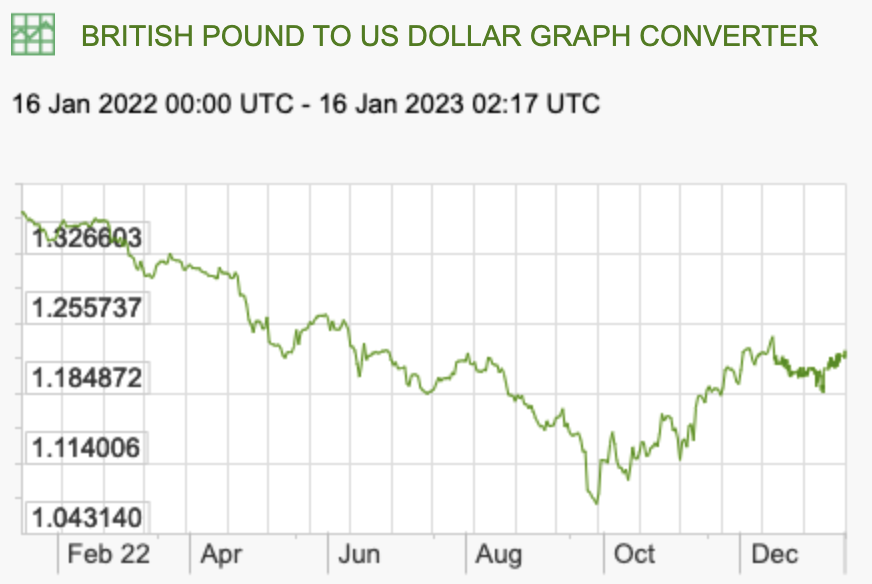 BRITISH POUND TO US DOLLAR GRAPH CONVERTER
16 Jan 2022 00:00 UTC - 16 Jan 2023 02:17 UTC
1.326603
1.255737
1.184872
1.114006
1.043140
Feb 22 Apr Jun Aug Oct Dec